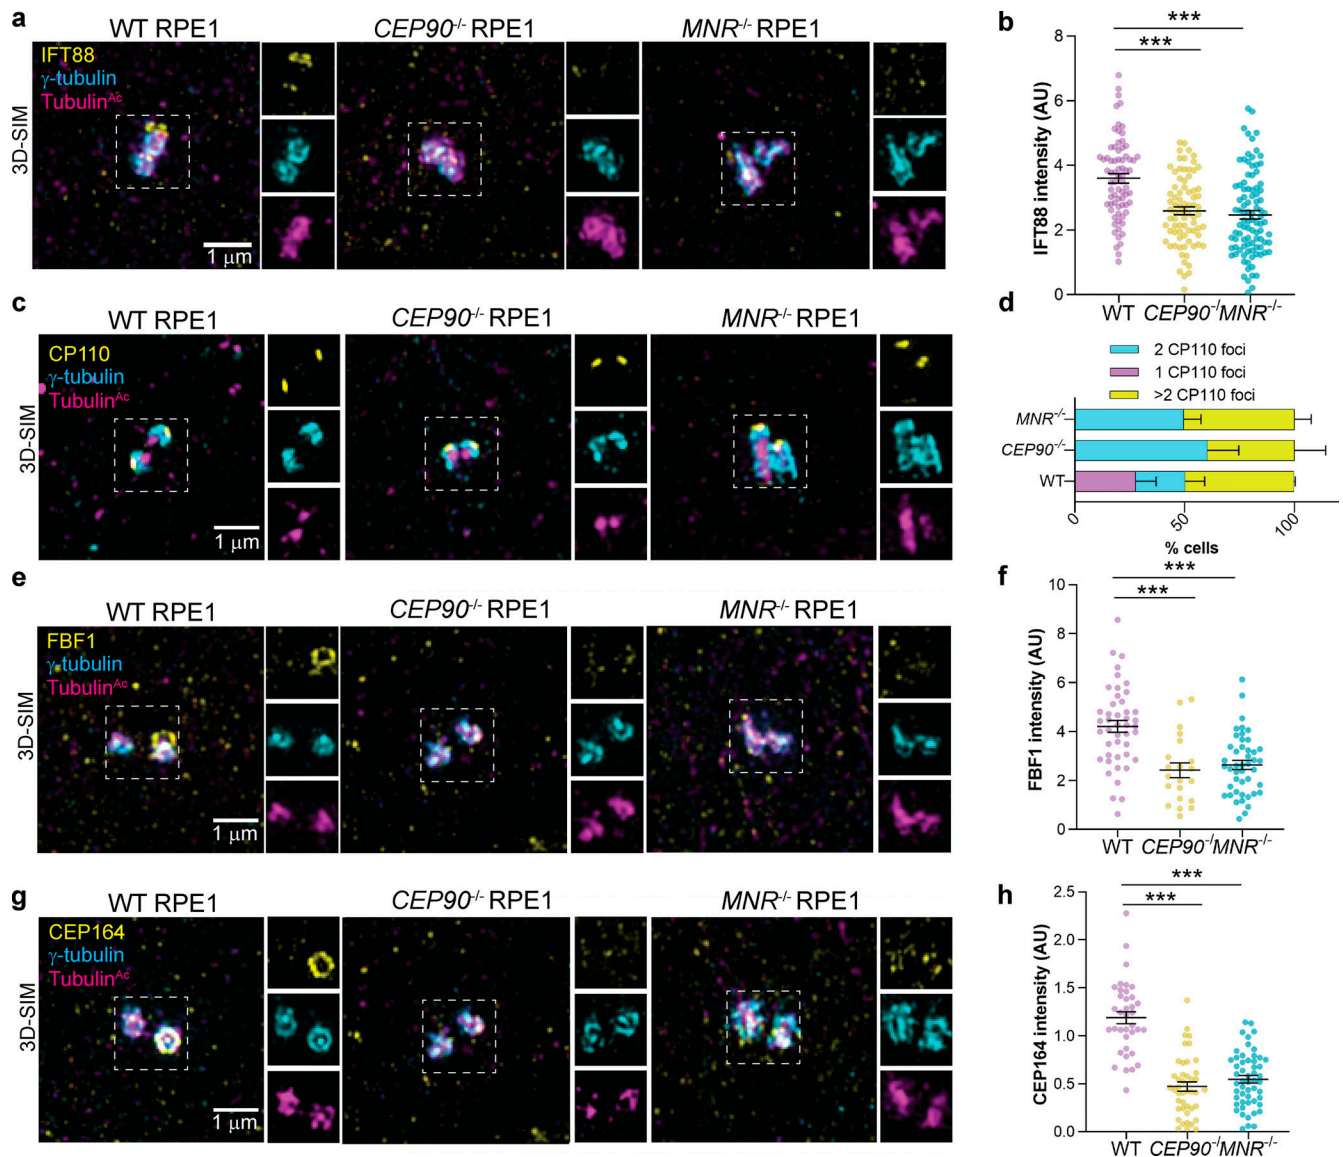 a
WT RPE1
CEP90-/- RPE1
MNR-/- RPE1
IFT88
γ-tubulin
TubulinAc
3D-SIM
1 μm
b
***
***
IFT88 intensity (AU)
8
6
4
2
0
WT CEP90-/- MNR-/-
c
WT RPE1
CEP90-/- RPE1
MNR-/- RPE1
CP110
γ-tubulin
TubulinAc
3D-SIM
1 μm
d
2 CP110 foci
1 CP110 foci
>2 CP110 foci
MNR-/-
CEP90-/-
WT
0 50 100
% cells
e
WT RPE1
CEP90-/- RPE1
MNR-/- RPE1
FBF1
γ-tubulin
TubulinAc
3D-SIM
1 μm
f
***
***
FBF1 intensity (AU)
10
8
6
4
2
0
WT CEP90-/- MNR-/-
g
WT RPE1
CEP90-/- RPE1
MNR-/- RPE1
CEP164
γ-tubulin
TubulinAc
3D-SIM
1 μm
h
***
***
CEP164 intensity (AU)
2.5
2.0
1.5
1.0
0.5
0.0
WT CEP90-/- MNR-/-